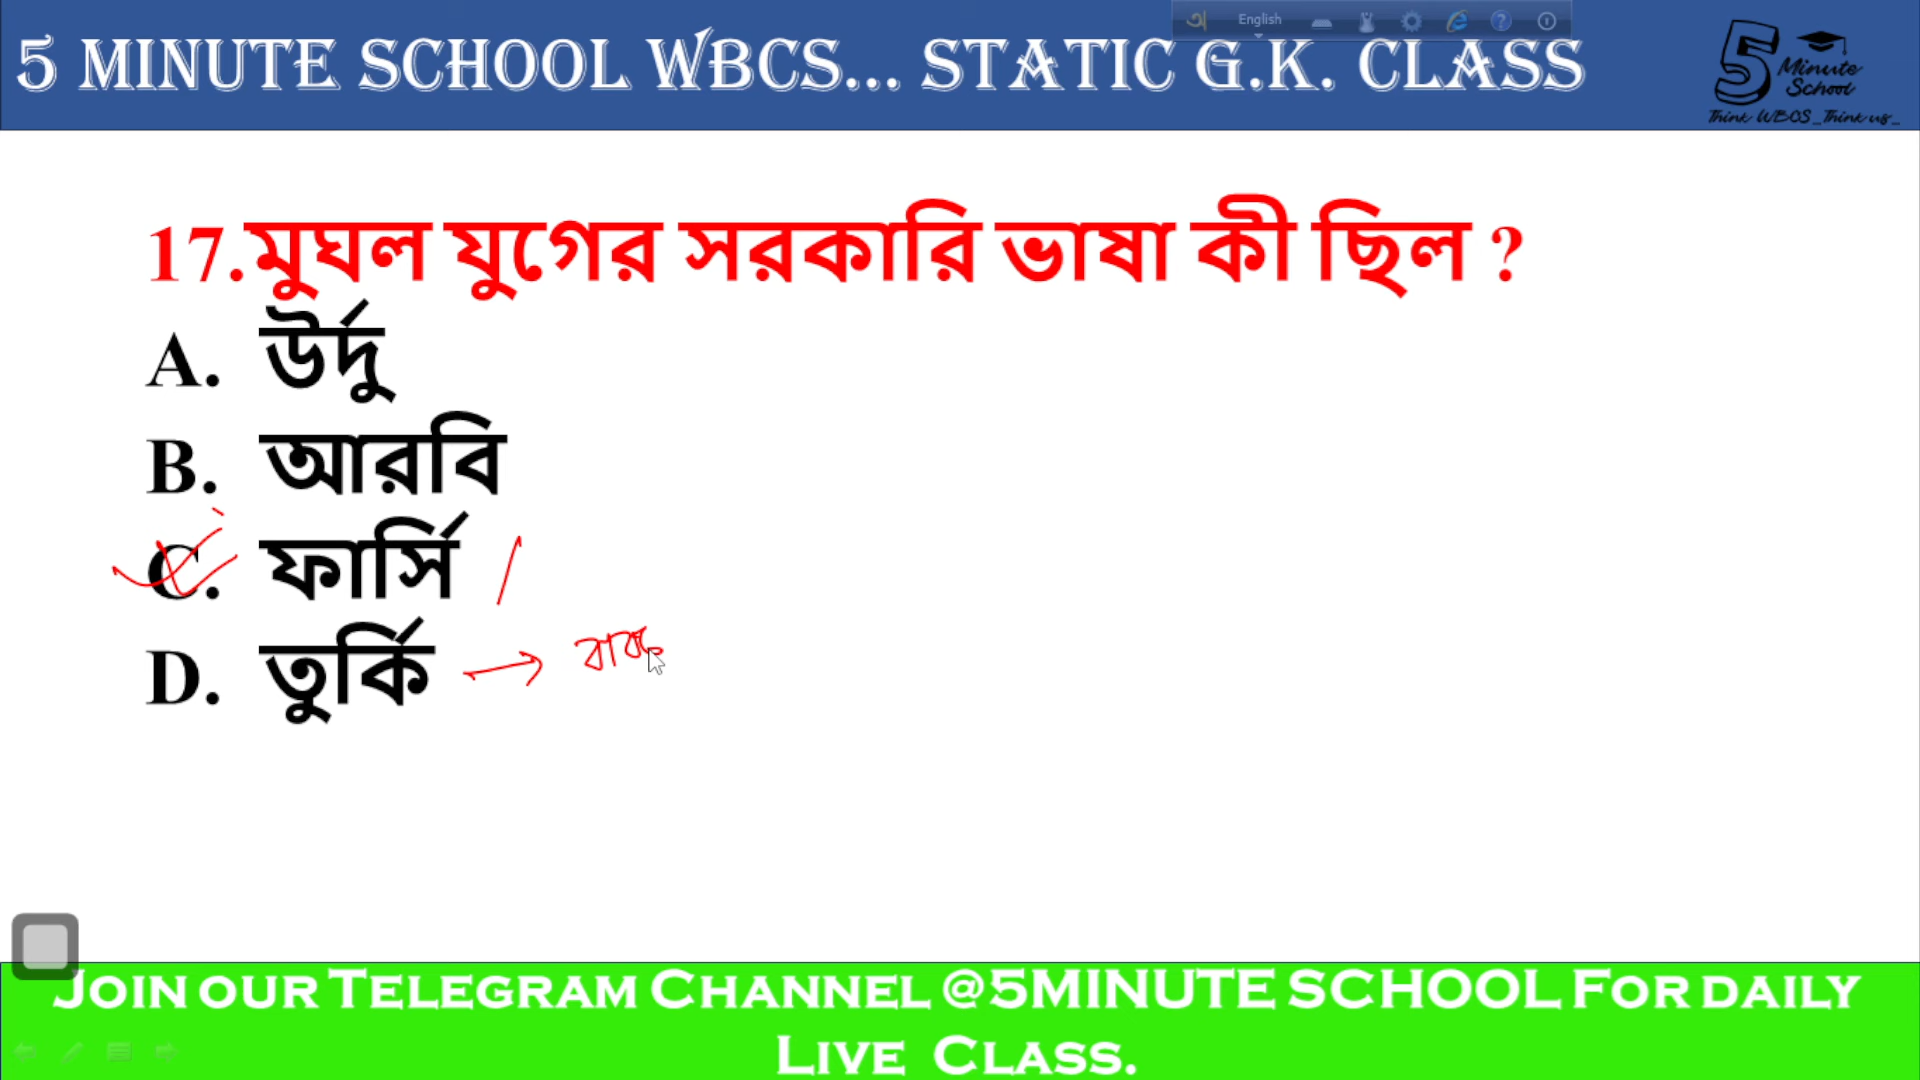 English
5 MINUTE SCHOOL WBCS... STATIC G.K. CLASS
5 Minute School
Think WBCS_Think us_
17.মুঘল যুগের সরকারি ভাষা কী ছিল ?
A. উর্দু
B. আরবি
C. ফার্সি
D. তুর্কি
JOIN OUR TELEGRAM CHANNEL @5MINUTE SCHOOL FOR DAILY
LIVE CLASS.